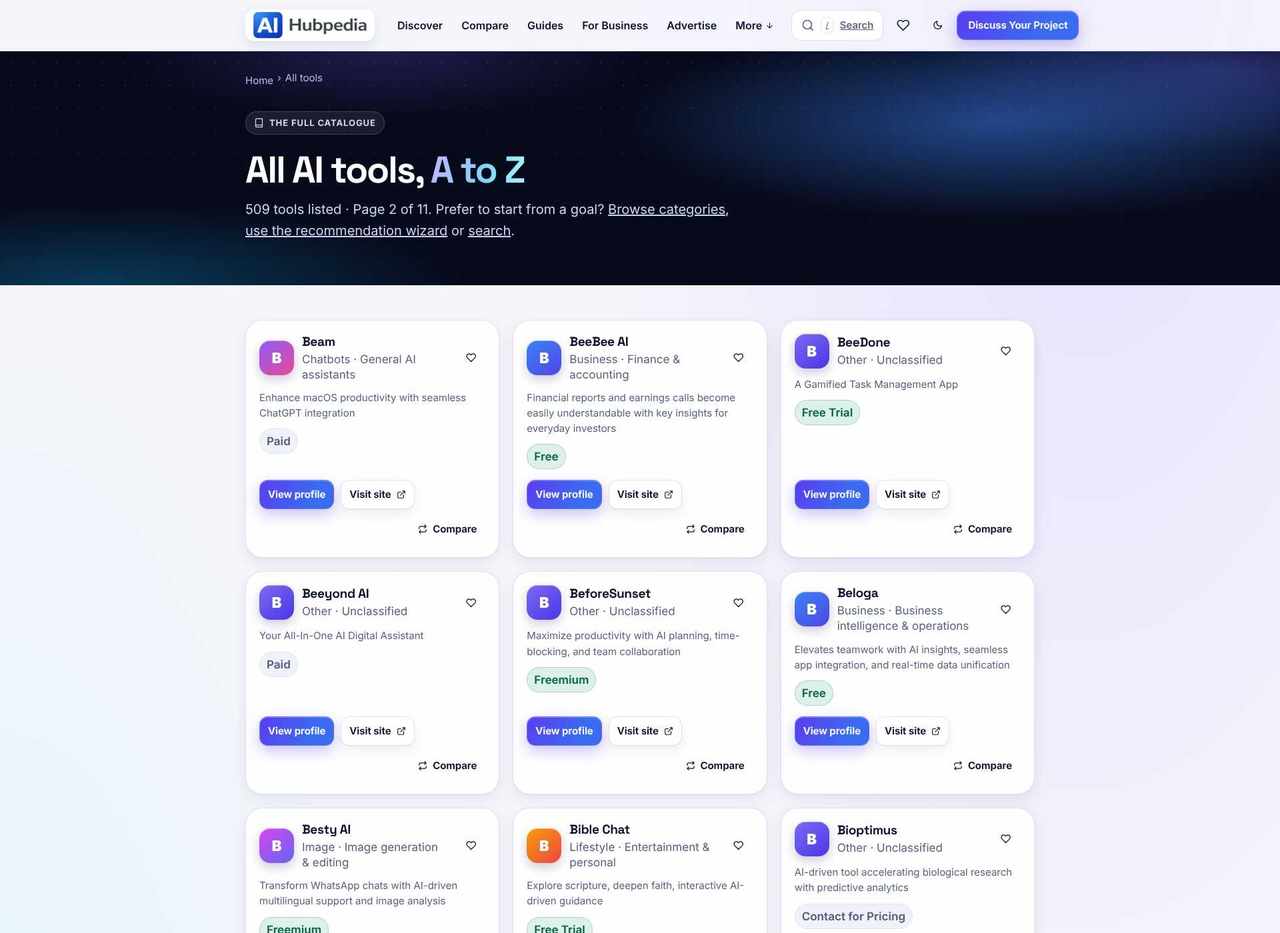 AI Hubpedia
Discover
Compare
Guides
For Business
Advertise
More ↓
/
Search
Discuss Your Project
Home › All tools
THE FULL CATALOGUE
All AI tools, A to Z
509 tools listed · Page 2 of 11. Prefer to start from a goal? Browse categories,
use the recommendation wizard or search.
B
Beam
Chatbots · General AI
assistants
Enhance macOS productivity with seamless
ChatGPT integration
Paid
View profile
Visit site
Compare
B
BeeBee AI
Business · Finance &
accounting
Financial reports and earnings calls become
easily understandable with key insights for
everyday investors
Free
View profile
Visit site
Compare
B
BeeDone
Other · Unclassified
A Gamified Task Management App
Free Trial
View profile
Visit site
Compare
B
Beeyond AI
Other · Unclassified
Your All-In-One AI Digital Assistant
Paid
View profile
Visit site
Compare
B
BeforeSunset
Other · Unclassified
Maximize productivity with AI planning, time-
blocking, and team collaboration
Freemium
View profile
Visit site
Compare
B
Beloga
Business · Business
intelligence & operations
Elevates teamwork with AI insights, seamless
app integration, and real-time data unification
Free
View profile
Visit site
Compare
B
Besty AI
Image · Image generation
& editing
Transform WhatsApp chats with AI-driven
multilingual support and image analysis
Freemium
B
Bible Chat
Lifestyle · Entertainment &
personal
Explore scripture, deepen faith, interactive AI-
driven guidance
Free Trial
B
Bioptimus
Other · Unclassified
AI-driven tool accelerating biological research
with predictive analytics
Contact for Pricing